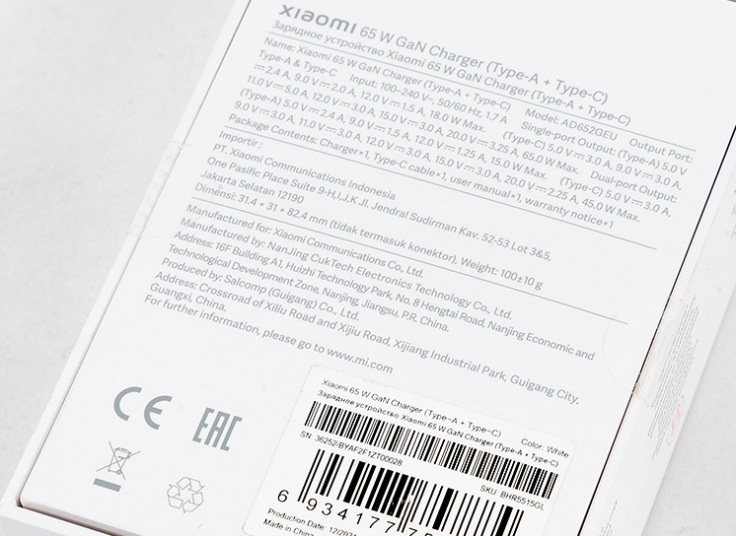 xiaomi 65 W GaN Charger (Type-A + Type-C)
Зарядное устройство Xiaomi 65 W GaN Charger (Type-A + Type-C)
Name: Xiaomi 65 W GaN Charger (Type-A + Type-C) Model: AD652GEU Output Port:
Type-A & Type-C Input: 100-240 V~, 50/60 Hz, 1.7 A Single-port Output: (Type-A) 5.0 V
⎓ 2.4 A, 9.0 V⎓2.0 A, 12.0 V⎓1.5 A, 18.0 W Max. (Type-C) 5.0 V⎓3.0 A, 9.0 V⎓3.0 A,
11.0 V⎓5.0 A, 12.0 V⎓3.0 A, 15.0 V⎓3.0 A, 20.0 V⎓3.25 A, 65.0 W Max. Dual-port Output:
(Type-A) 5.0 V⎓2.4 A, 9.0 V⎓1.5 A, 12.0 V⎓1.25 A, 15.0 W Max. (Type-C) 5.0 V⎓3.0 A,
9.0 V⎓3.0 A, 11.0 V⎓3.0 A, 12.0 V⎓3.0 A, 15.0 V⎓3.0 A, 20.0 V⎓2.25 A, 45.0 W Max.
Package Contents: Charger×1, Type-C cable×1, user manual×1, warranty notice×1
Importir:
PT. Xiaomi Communications Indonesia
One Pasific Place Suite 9-H,I,J,K Jl. Jendral Sudirman Kav. 52-53 Lot 3&5,
Jakarta Selatan 12190
Dimensi: 31.4 × 31 × 82.4 mm (tidak termasuk konektor), Weight: 100±10 g
Manufactured for: Xiaomi Communications Co., Ltd.
Manufactured by: NanJing CukTech Electronics Technology Co., Ltd.
Address: 16F Building A1, Huizhi Technology Park, No. 8 Hengtai Road, Nanjing Economic and
Technological Development Zone, Nanjing, Jiangsu, P.R. China.
Produced by: Salcomp (Guigang) Co., Ltd.
Address: Crossroad of Xiliu Road and Xijiu Road, Xijiang Industrial Park, Guigang City,
Guangxi, China.
For further information, please go to www.mi.com
CE EAC
Xiaomi 65 W GaN Charger (Type-A + Type-C) Color: White
Зарядное устройство Xiaomi 65 W GaN Charger (Type-A + Type-C)
SN: 36252/BYAF2F1ZT00028 SKU: BHR5515GL
6 934177 75
Production Date: 12/202
Made in China